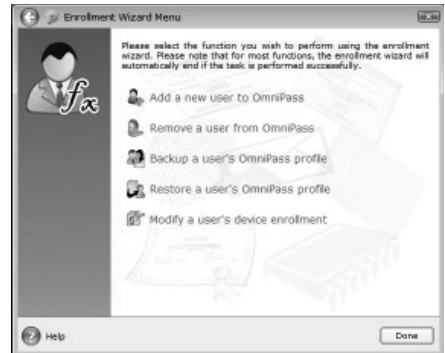 Enrollment Wizard Menu
Please select the function you wish to perform using the enrollment
wizard. Please note that for most functions, the enrollment wizard will
automatically end if the task is performed successfully.
fx
Add a new user to OmniPass
Remove a user from OmniPass
Backup a user's OmniPass profile
Restore a user's OmniPass profile
Modify a user's device enrollment
Help
Done